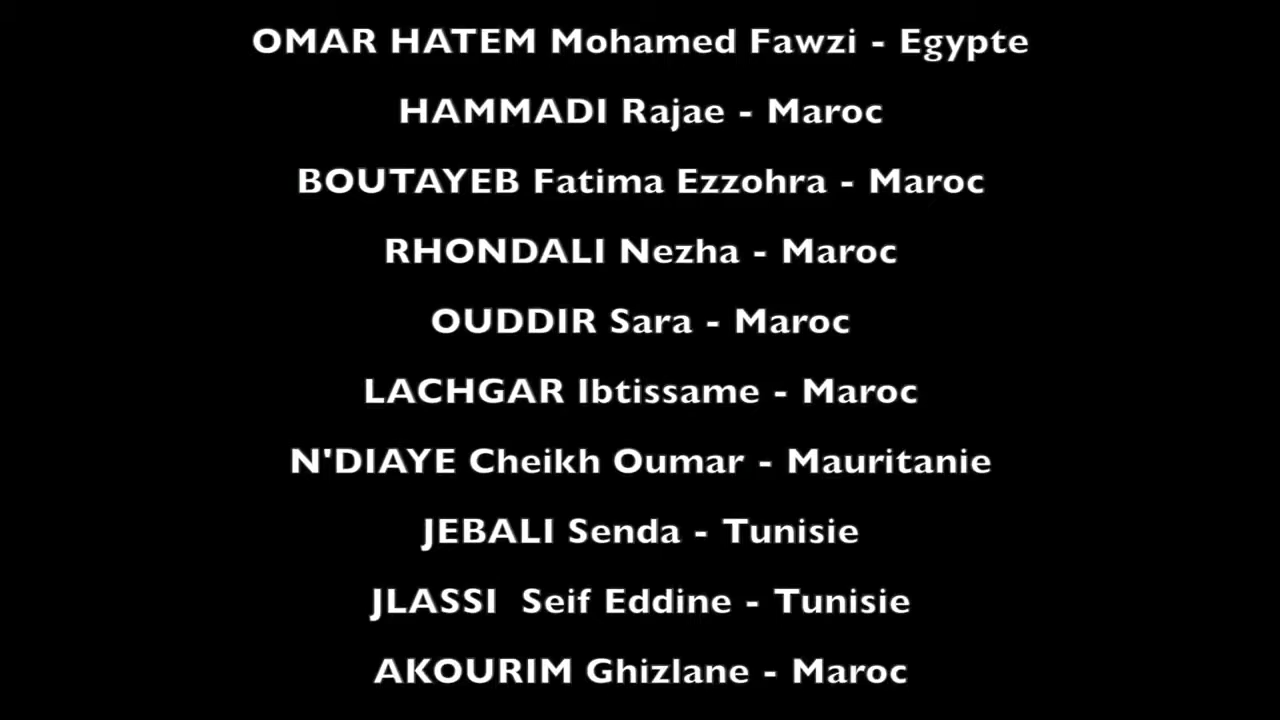 OMAR HATEM Mohamed Fawzi - Egypte
HAMMADI Rajae - Maroc
BOUTAYEB Fatima Ezzohra - Maroc
RHONDALI Nezha - Maroc
OUDDIR Sara - Maroc
LACHGAR Ibtissame - Maroc
N'DIAYE Cheikh Oumar - Mauritanie
JEBALI Senda - Tunisie
JLASSI  Seif Eddine - Tunisie
AKOURIM Ghizlane - Maroc